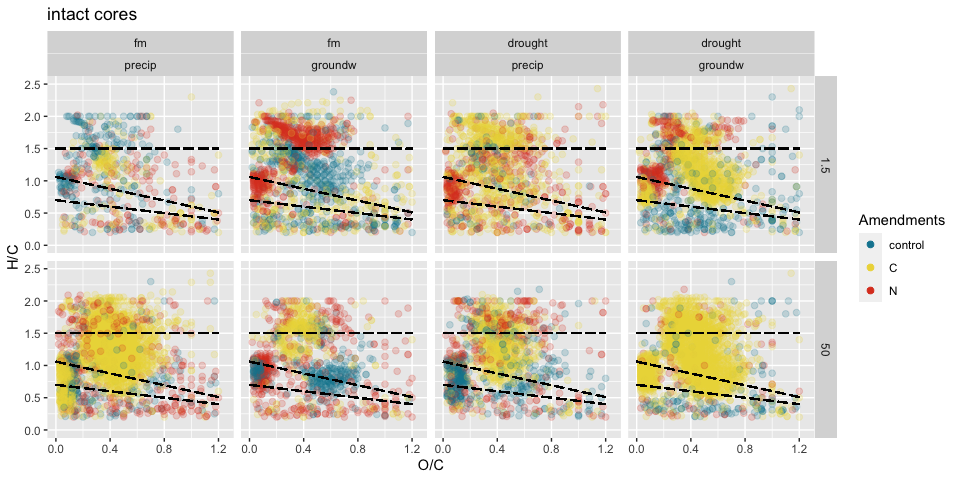 intact cores
fm fm drought drought
precip groundw precip groundw
2.5
2.0
1.5
1.0
0.5
0.0
1.5
H/C
2.5
2.0
1.5
1.0
0.5
0.0
50
0.0 0.4 0.8 1.2 0.0 0.4 0.8 1.2 0.0 0.4 0.8 1.2 0.0 0.4 0.8 1.2
O/C
Amendments
control
C
N